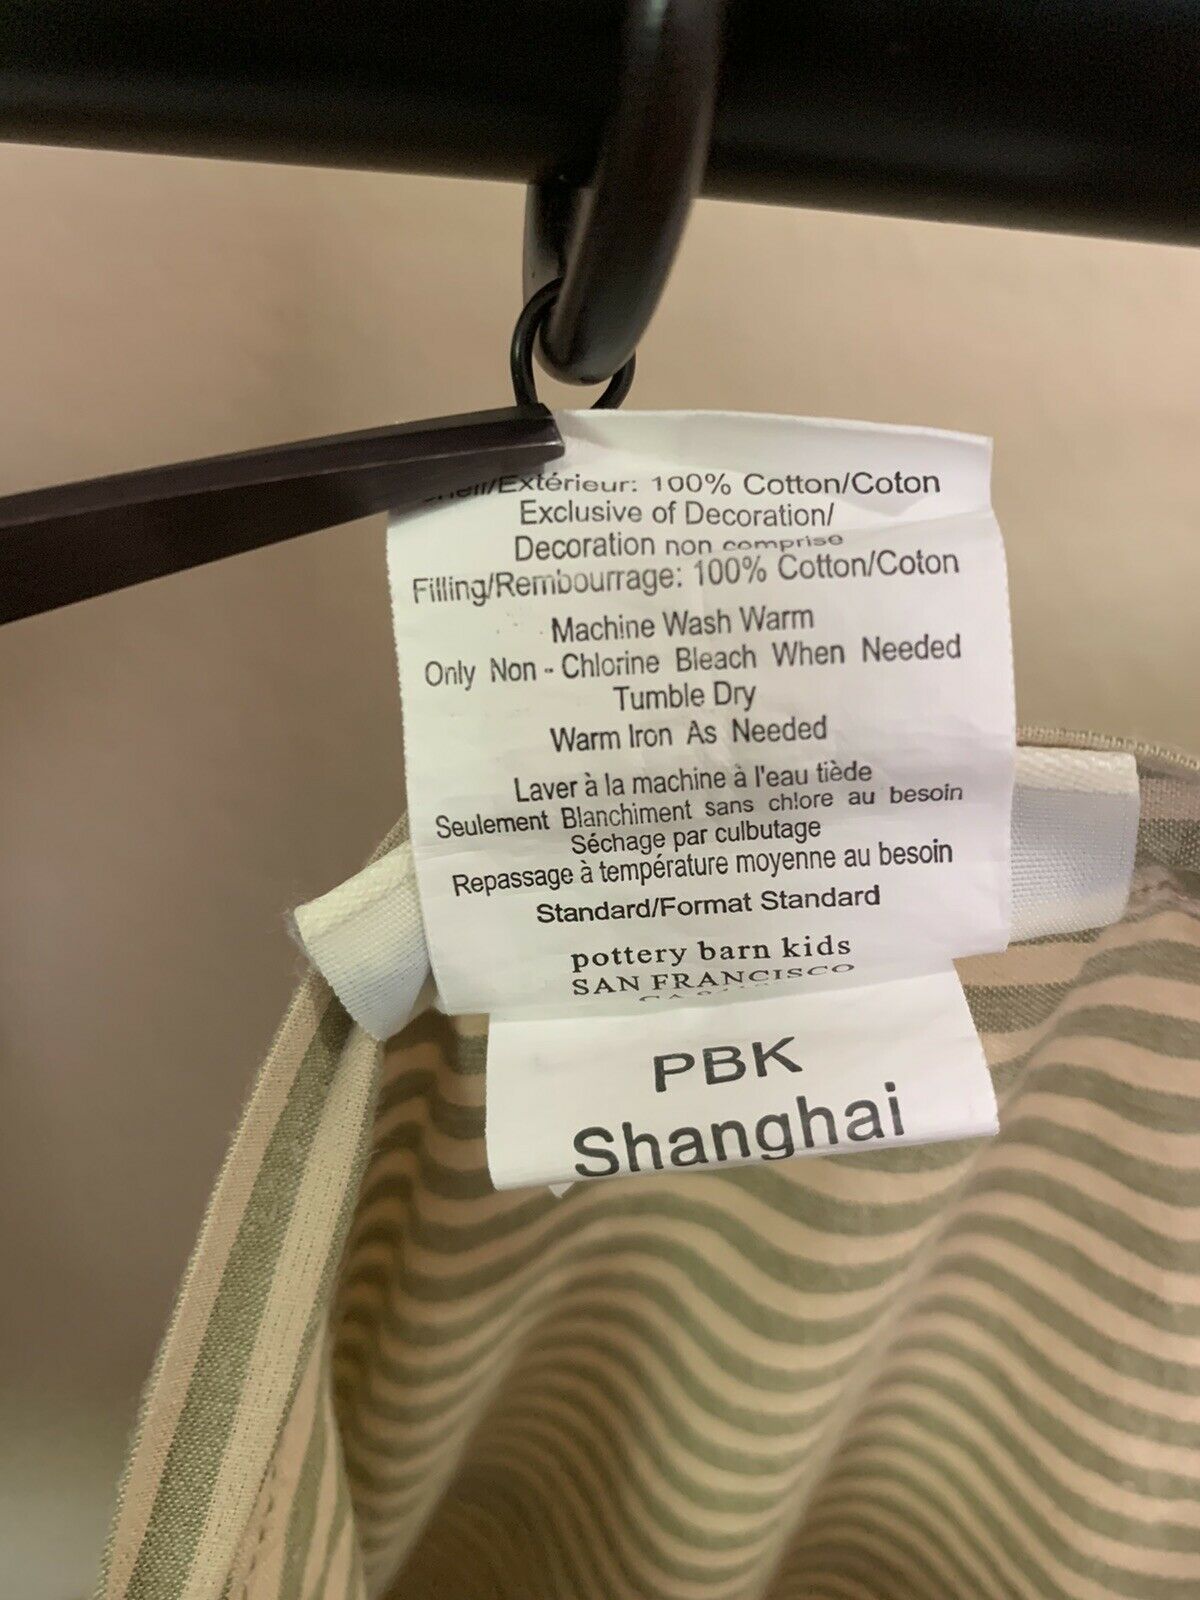 Shell/Extérieur: 100% Cotton/Coton
Exclusive of Decoration/
Decoration non comprise
Filling/Rembourrage: 100% Cotton/Coton
Machine Wash Warm
Only Non - Chlorine Bleach When Needed
Tumble Dry
Warm Iron As Needed
Laver à la machine à l'eau tiède
Seulement Blanchiment sans chlore au besoin
Séchage par culbutage
Repassage à température moyenne au besoin
Standard/Format Standard
pottery barn kids
SAN FRANCISCO
CA
PBK
Shanghai